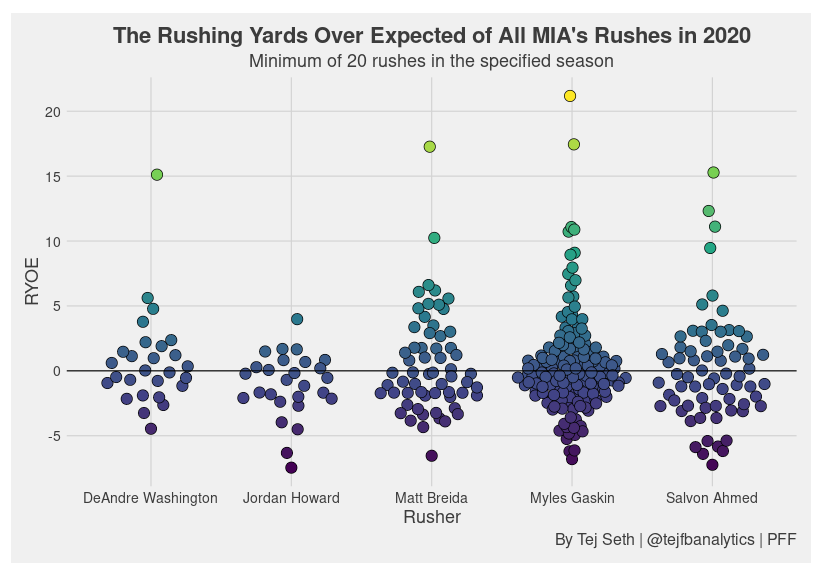 The Rushing Yards Over Expected of All MIA's Rushes in 2020
Minimum of 20 rushes in the specified season
20
15
10
5
0
-5
RYOE
DeAndre Washington Jordan Howard Matt Breida Myles Gaskin Salvon Ahmed
Rusher
By Tej Seth | @tejfbanalytics | PFF